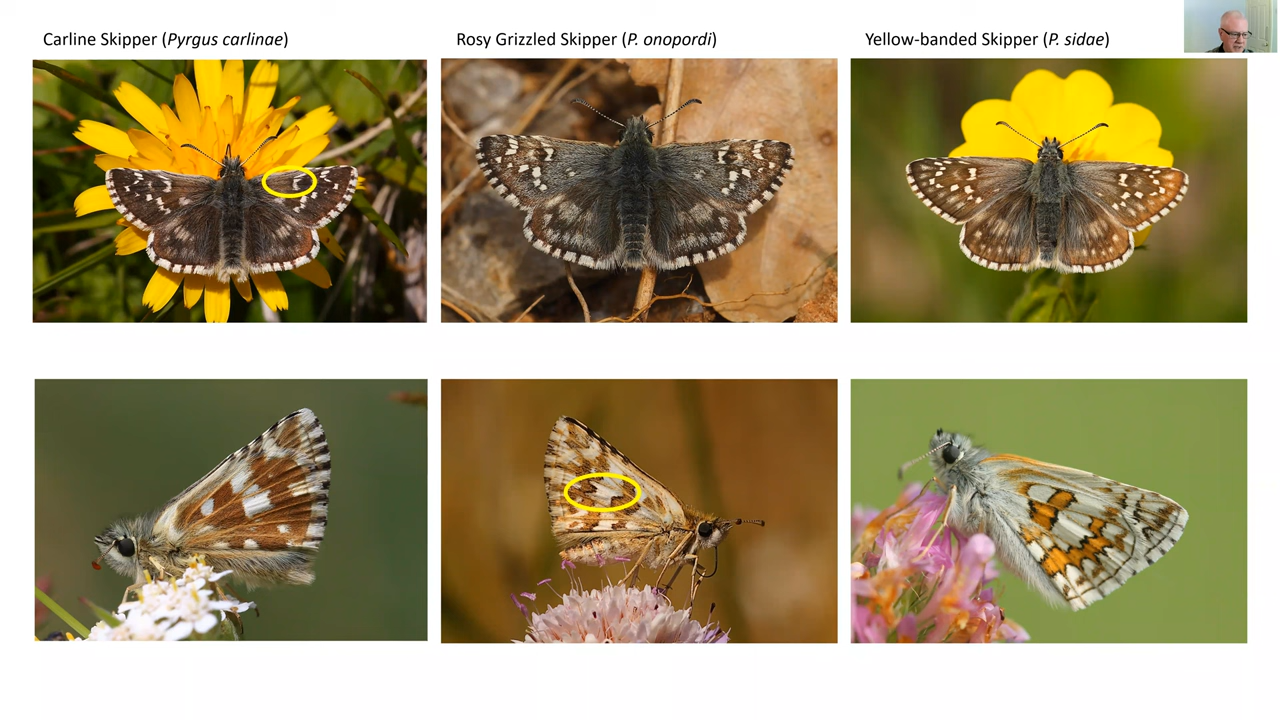 Carline Skipper (Pyrgus carlinae)
Rosy Grizzled Skipper (P. onopordi)
Yellow-banded Skipper (P. sidae)